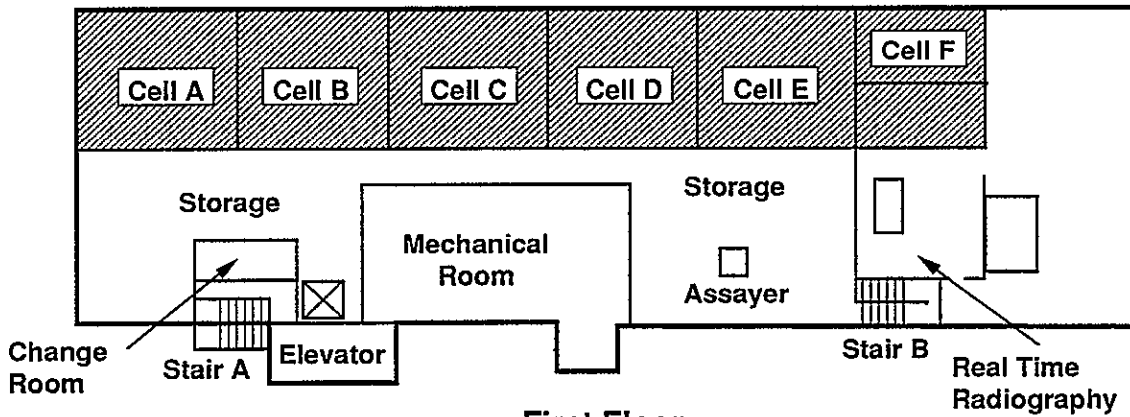 Cell A
Cell B
Cell C
Cell D
Cell E
Cell F
Storage
Storage
Mechanical
Room
Assayer
Change
Room
Stair A
Elevator
Stair B
Real Time
Radiography
First Floor